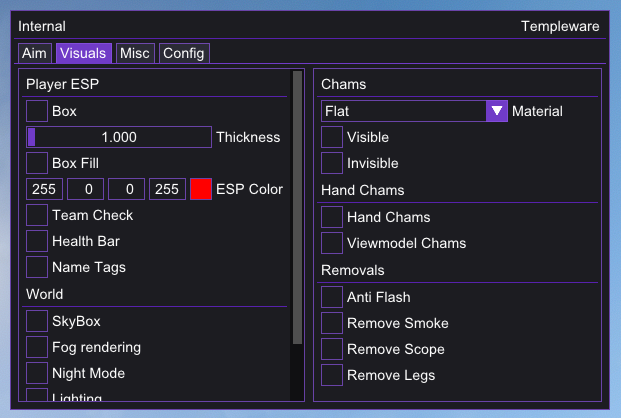 Internal
Templeware
Aim
Visuals
Misc
Config
Player ESP
Box
1.000 Thickness
Box Fill
255 0 0 255 ESP Color
Team Check
Health Bar
Name Tags
World
SkyBox
Fog rendering
Night Mode
Lighting
Chams
Flat Material
Visible
Invisible
Hand Chams
Hand Chams
Viewmodel Chams
Removals
Anti Flash
Remove Smoke
Remove Scope
Remove Legs